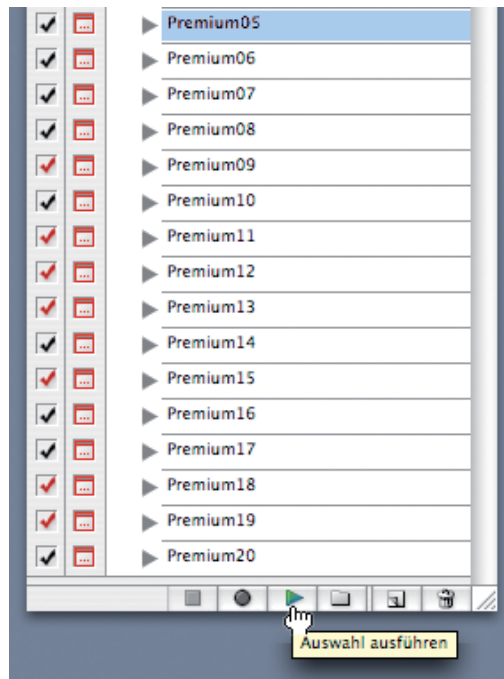 Premium05
Premium06
Premium07
Premium08
Premium09
Premium10
Premium11
Premium12
Premium13
Premium14
Premium15
Premium16
Premium17
Premium18
Premium19
Premium20
Auswahl ausführen